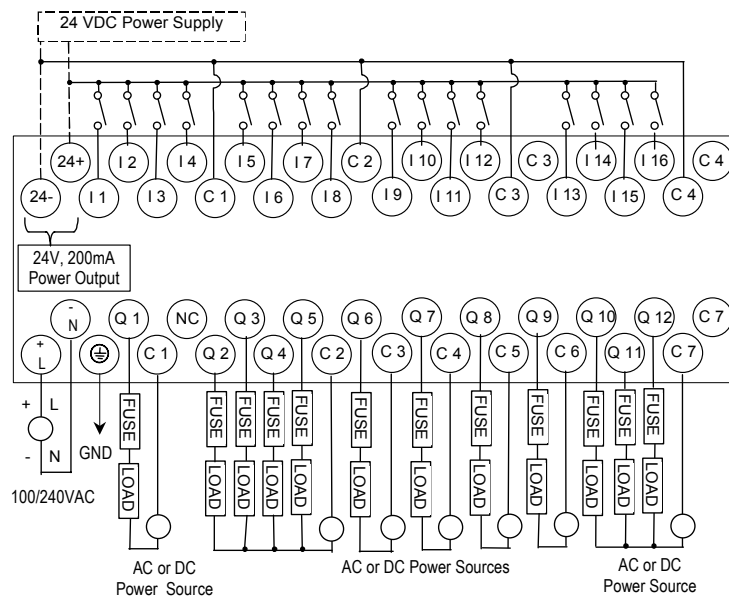 24 VDC Power Supply
24+ I 2 I 4 I 5 I 7 C 2 I 10 I 12 C 3 I 14 I 16 C 4
24- I 1 I 3 C 1 I 6 I 8 I 9 I 11 C 3 I 13 I 15 C 4
24V, 200mA
Power Output
- N Q 1 NC Q 3 Q 5 Q 6 Q 7 Q 8 Q 9 Q 10 Q 12 C 7
+ L C 1 Q 2 Q 4 C 2 C 3 C 4 C 5 C 6 Q 11 C 7
+ L
- N
GND
100/240VAC
FUSE FUSE FUSE FUSE FUSE FUSE FUSE FUSE FUSE FUSE FUSE FUSE
LOAD LOAD LOAD LOAD LOAD LOAD LOAD LOAD LOAD LOAD LOAD LOAD
AC or DC
Power Source
AC or DC Power Sources
AC or DC
Power Source